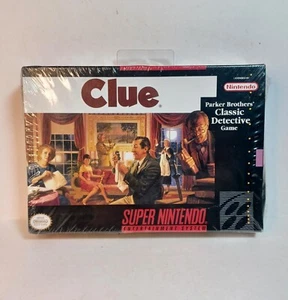 Clue
Nintendo
Parker Brothers'
Classic
Detective
Game
SUPER NINTENDO
ENTERTAINMENT SYSTEM